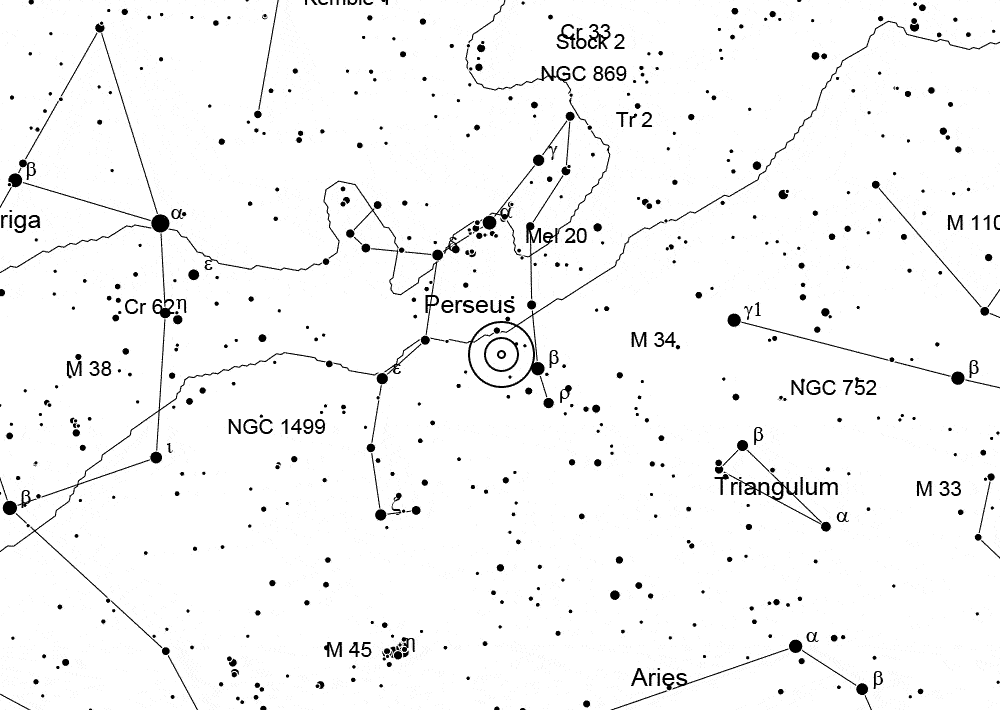 Cr 33
Stock 2
NGC 869
Tr 2
γ
β
α
α
riga
Mel 20
M 110
ε
Cr 62
η
Perseus
γ1
M 34
β
M 38
ε
β
ρ
NGC 752
NGC 1499
ι
β
Triangulum
M 33
β
ζ
α
M 45
η
α
Aries
β